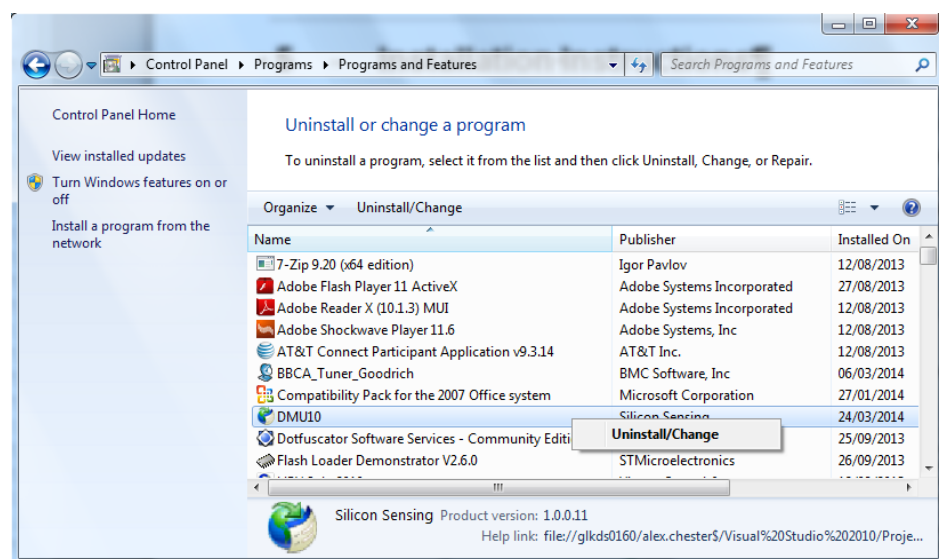 Installation Instructions¶
Control Panel Programs Programs and Features
Search Programs and Features
Control Panel Home
View installed updates
Turn Windows features on or
off
Install a program from the
network
Uninstall or change a program
To uninstall a program, select it from the list and then click Uninstall, Change, or Repair.
Organize Uninstall/Change
Name Publisher Installed On
7-Zip 9.20 (x64 edition) Igor Pavlov 12/08/2013
Adobe Flash Player 11 ActiveX Adobe Systems Incorporated 27/08/2013
Adobe Reader X (10.1.3) MUI Adobe Systems Incorporated 12/08/2013
Adobe Shockwave Player 11.6 Adobe Systems, Inc 12/08/2013
AT&T Connect Participant Application v9.3.14 AT&T Inc. 12/08/2013
BBCA_Tuner_Goodrich BMC Software, Inc 06/03/2014
Compatibility Pack for the 2007 Office system Microsoft Corporation 27/01/2014
DMU10 Silicon Sensing 24/03/2014
Uninstall/Change
Dotfuscator Software Services - Community Editi 25/09/2013
Flash Loader Demonstrator V2.6.0 STMicroelectronics 26/09/2013
Silicon Sensing Product version: 1.0.0.11
Help link: file://glkds0160/alex.chester$/Visual%20Studio%202010/Proje...